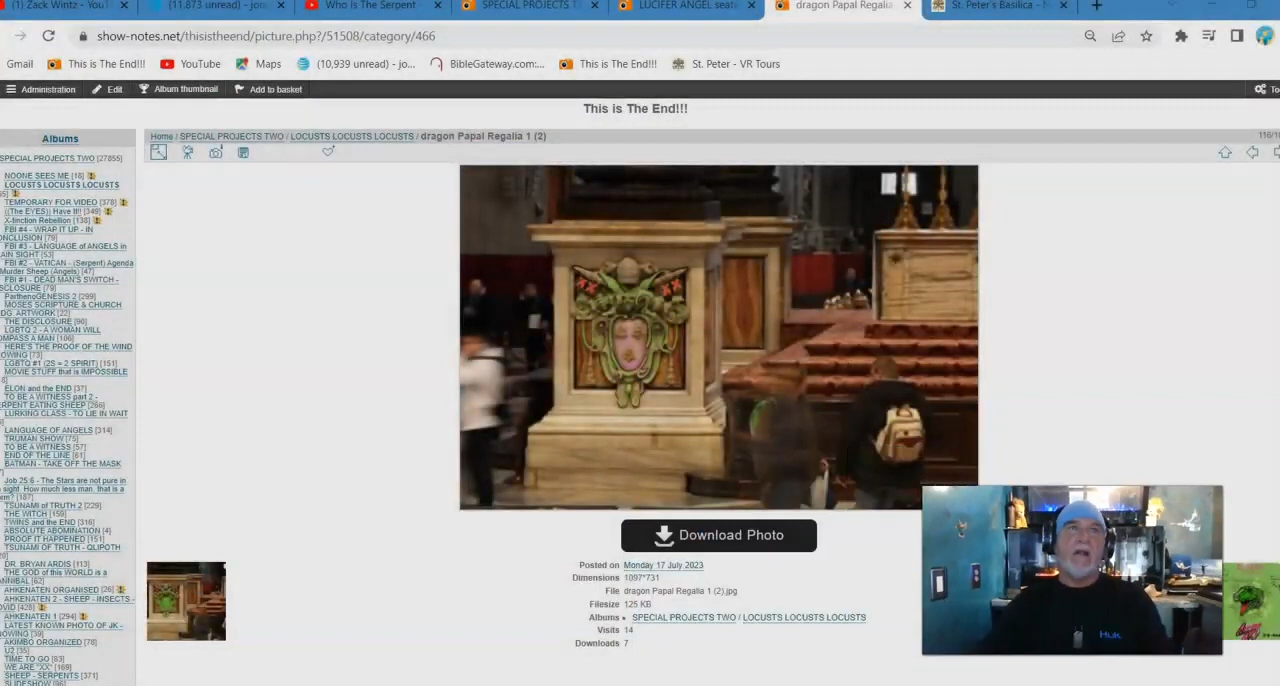 (1) Zack Wintz - YouT
(11,873 unread) - jon
Who Is The Serpent
SPECIAL PROJECTS T
LUCIFER ANGEL seate
dragon Papal Regalia
St. Peter's Basilica -
show-notes.net/thisistheend/picture.php?/51508/category/466
Gmail
This is The End!!!
YouTube
Maps
(10,939 unread) - jo...
BibleGateway.com:...
This is The End!!!
St. Peter - VR Tours
Administration
Edit
Album thumbnail
Add to basket
This is The End!!!
Albums
Home / SPECIAL PROJECTS TWO / LOCUSTS LOCUSTS LOCUSTS / dragon Papal Regalia 1 (2)
SPECIAL PROJECTS TWO [27855]
NOONE SEES ME [18]
LOCUSTS LOCUSTS LOCUSTS
TEMPORARY FOR VIDEO [378]
((The EYES)) Have It!! [349]
X-tinction Rebellion [138]
FBI #4 - WRAP IT UP - IN
FBI #3 - LANGUAGE of ANGELS in
FBI #2 - VATICAN - (Serpent) Agenda
Murder Sheep (Angels) [47]
FBI #1 - DEAD MAN'S SWITCH -
ParthenoGENESIS 2 [299]
MOSES SCRIPTURE & CHURCH
THE DISCLOSURE [90]
LGBTQ 2 - A WOMAN WILL
HERE'S THE PROOF OF THE WIND
LGBTQ #1 (2S = 2 SPIRIT) [151]
MOVIE STUFF that is IMPOSSIBLE
ELON and the END [37]
TO BE A WITNESS part 2 -
LURKING CLASS - TO LIE IN WAIT
LANGUAGE OF ANGELS [314]
TRUMAN SHOW [75]
TO BE A WITNESS [57]
END OF THE LINE [61]
BATMAN - TAKE OFF THE MASK
Job 25:6 - The Stars are not pure in
sight. How much less man, that is a
TSUNAMI of TRUTH 2 [229]
THE WITCH [159]
TWINS and the END [316]
ABSOLUTE ABOMINATION [4]
PROOF IT HAPPENED [151]
TSUNAMI OF TRUTH - QLIPOTH
DR. BRYAN ARDIS [113]
THE GOD of this WORLD is a
AHKENATEN ORGANISED [26]
AHKENATEN 2 - SHEEP - INSECTS -
AHKENATEN 1 [294]
LATEST KNOWN PHOTO OF JK -
AKIMBO ORGANIZED [78]
U2 [35]
TIME TO GO [83]
WE ARE "XX" [169]
SHEEP - SERPENTS [371]
Download Photo
Posted on Monday 17 July 2023
Dimensions 1097*731
File dragon Papal Regalia 1 (2).jpg
Filesize 125 KB
Albums SPECIAL PROJECTS TWO / LOCUSTS LOCUSTS LOCUSTS
Visits 14
Downloads 7